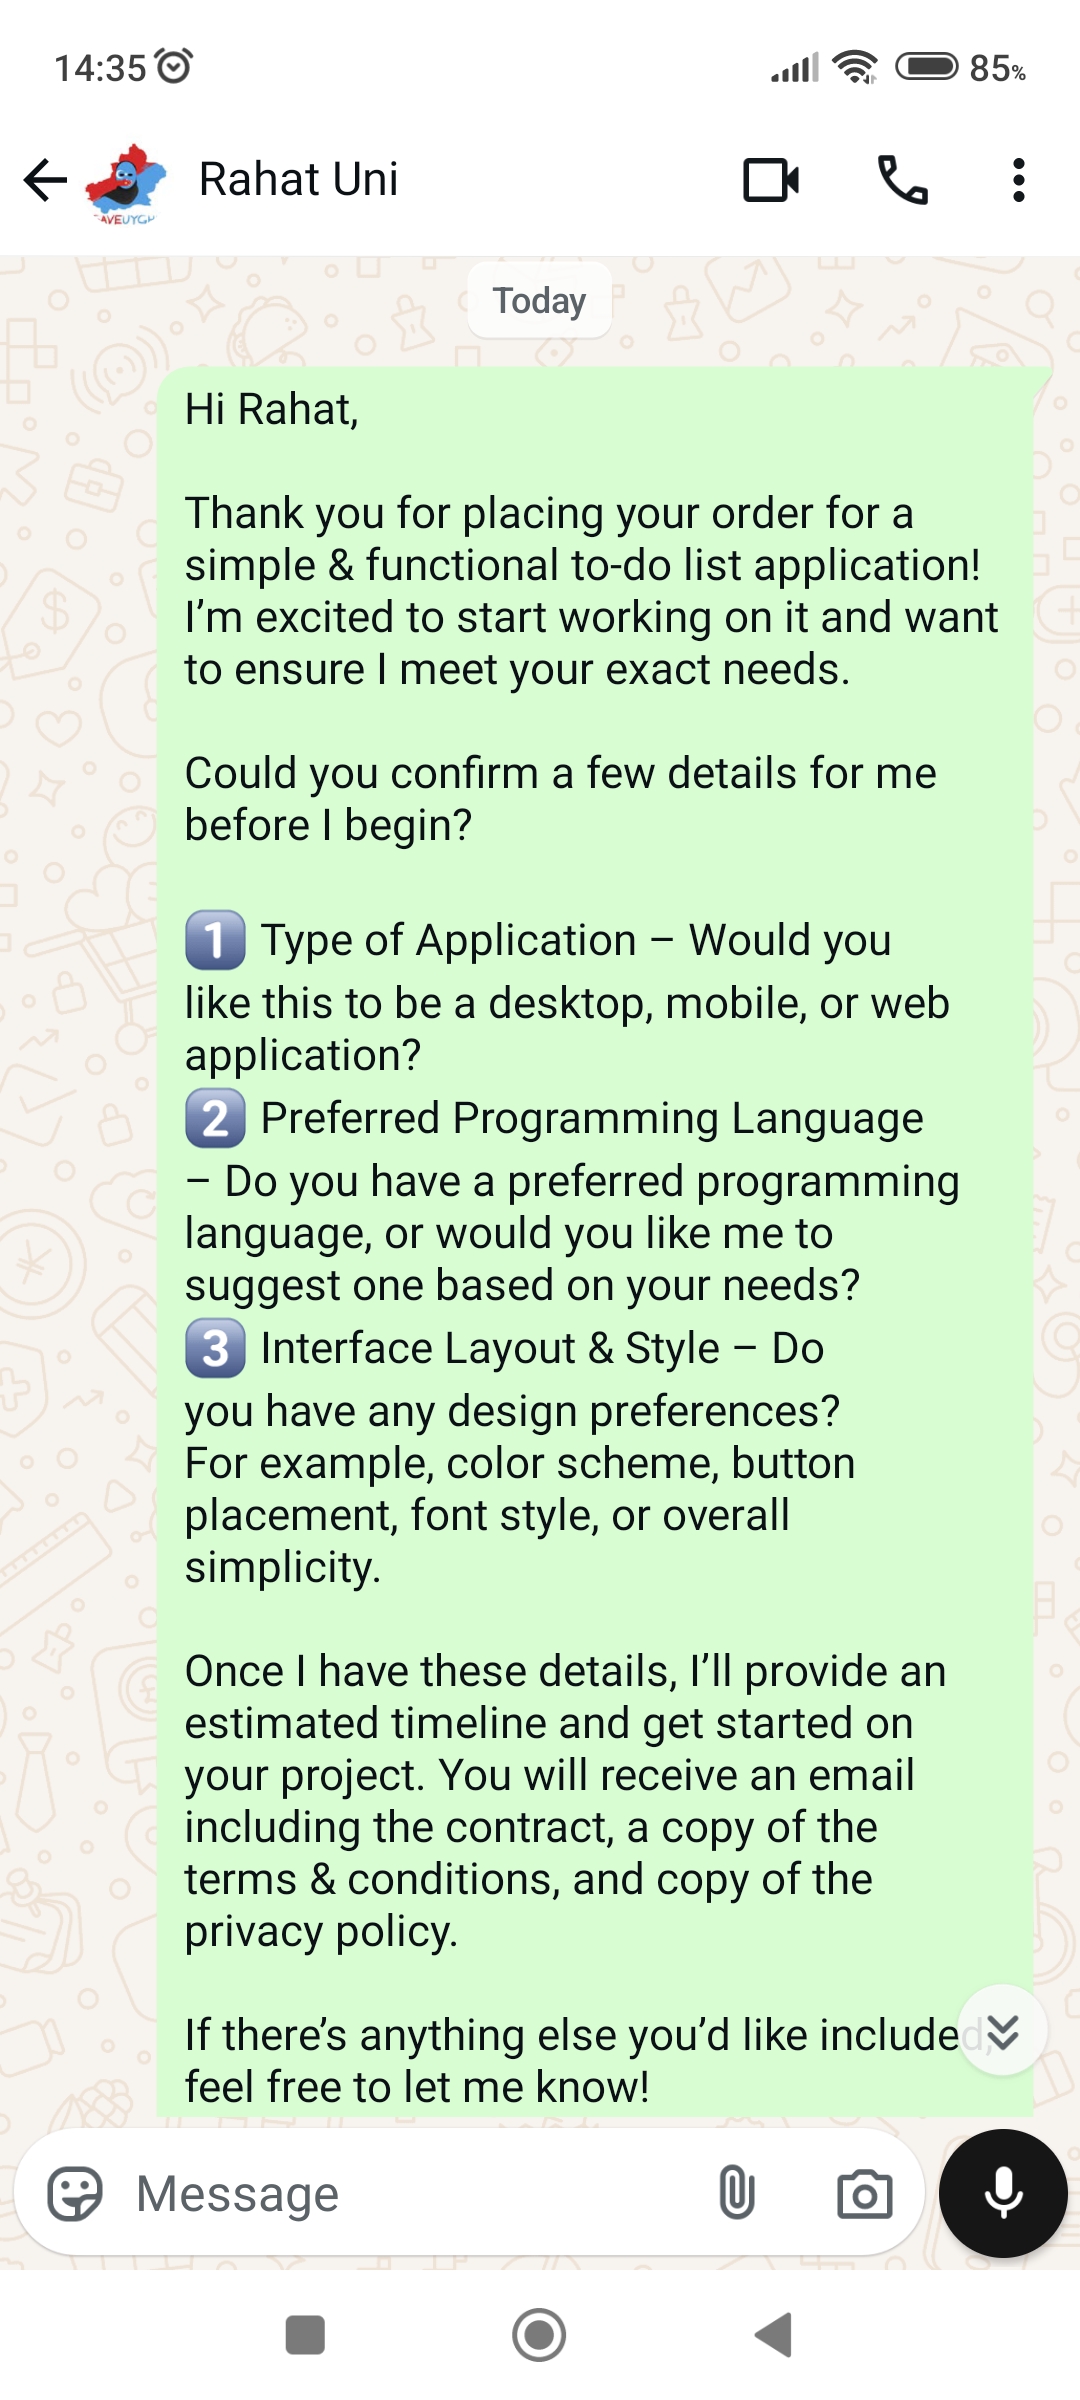 14:35
85%
Rahat Uni
Today
Hi Rahat,
Thank you for placing your order for a
simple & functional to-do list application!
I’m excited to start working on it and want
to ensure I meet your exact needs.
Could you confirm a few details for me
before I begin?
1️⃣ Type of Application – Would you
like this to be a desktop, mobile, or web
application?
2️⃣ Preferred Programming Language
– Do you have a preferred programming
language, or would you like me to
suggest one based on your needs?
3️⃣ Interface Layout & Style – Do
you have any design preferences?
For example, color scheme, button
placement, font style, or overall
simplicity.
Once I have these details, I’ll provide an
estimated timeline and get started on
your project. You will receive an email
including the contract, a copy of the
terms & conditions, and copy of the
privacy policy.
If there’s anything else you’d like included,
feel free to let me know!
Message